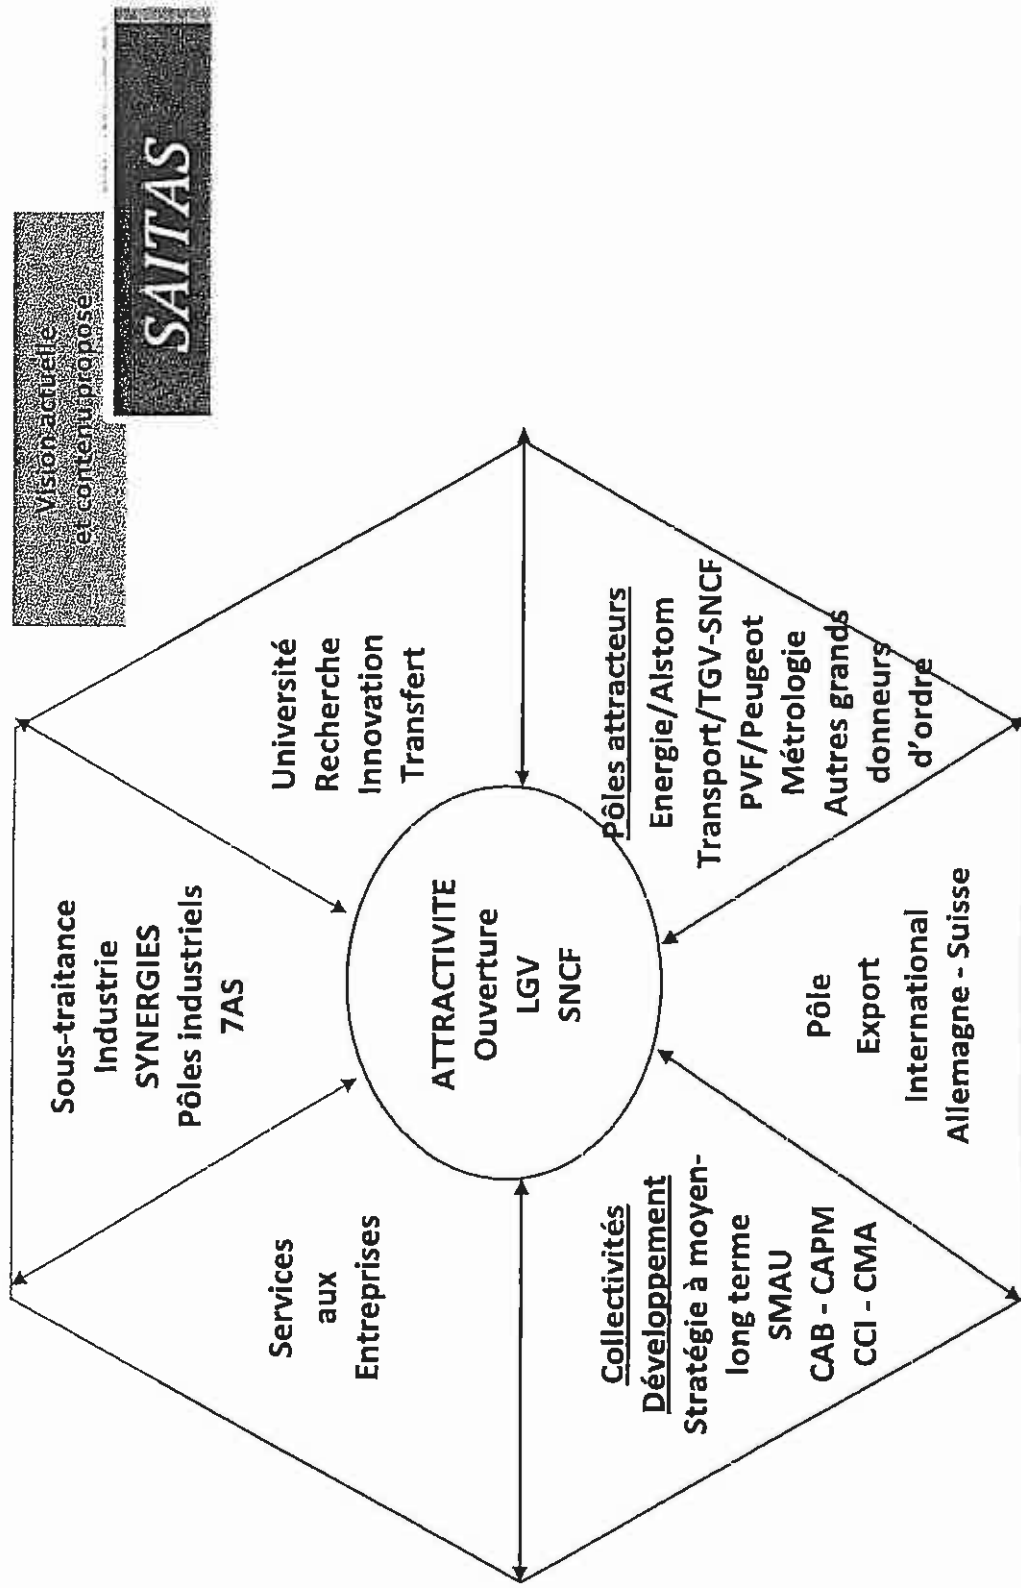 Vision actuelle
et contenu proposé
SAITAS
Sous-traitance
Industrie
SYNERGIES
Pôles industriels
7AS
Services
aux
Entreprises
Université
Recherche
Innovation
Transfert
ATTRACTIVITE
Ouverture
LGV
SNCF
Collectivités
Développement
Stratégie à moyen-
long terme
SMAU
CAB - CAPM
CCI - CMA
Pôle
Export
International
Allemagne - Suisse
Pôles attracteurs
Energie/Alstom
Transport/TGV-SNCF
PVF/Peugeot
Métrologie
Autres grands
donneurs
d'ordre